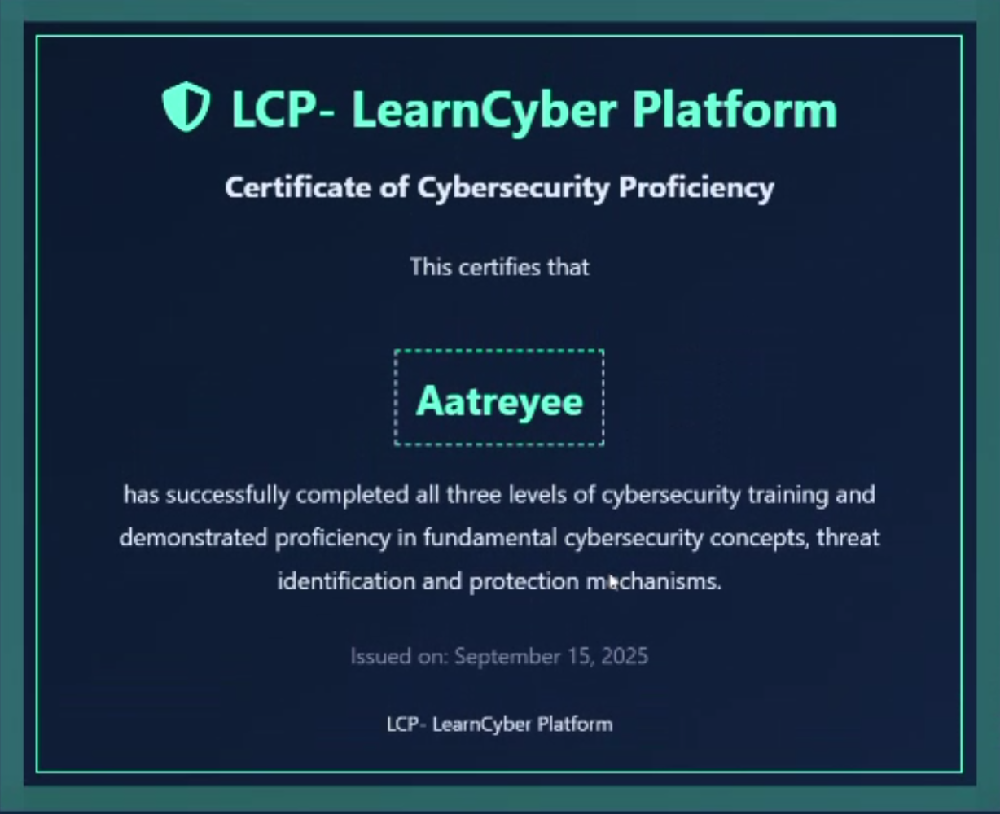 LCP- LearnCyber Platform
Certificate of Cybersecurity Proficiency
This certifies that
Aatreyee
has successfully completed all three levels of cybersecurity training and
demonstrated proficiency in fundamental cybersecurity concepts, threat
identification and protection mechanisms.
Issued on: September 15, 2025
LCP- LearnCyber Platform